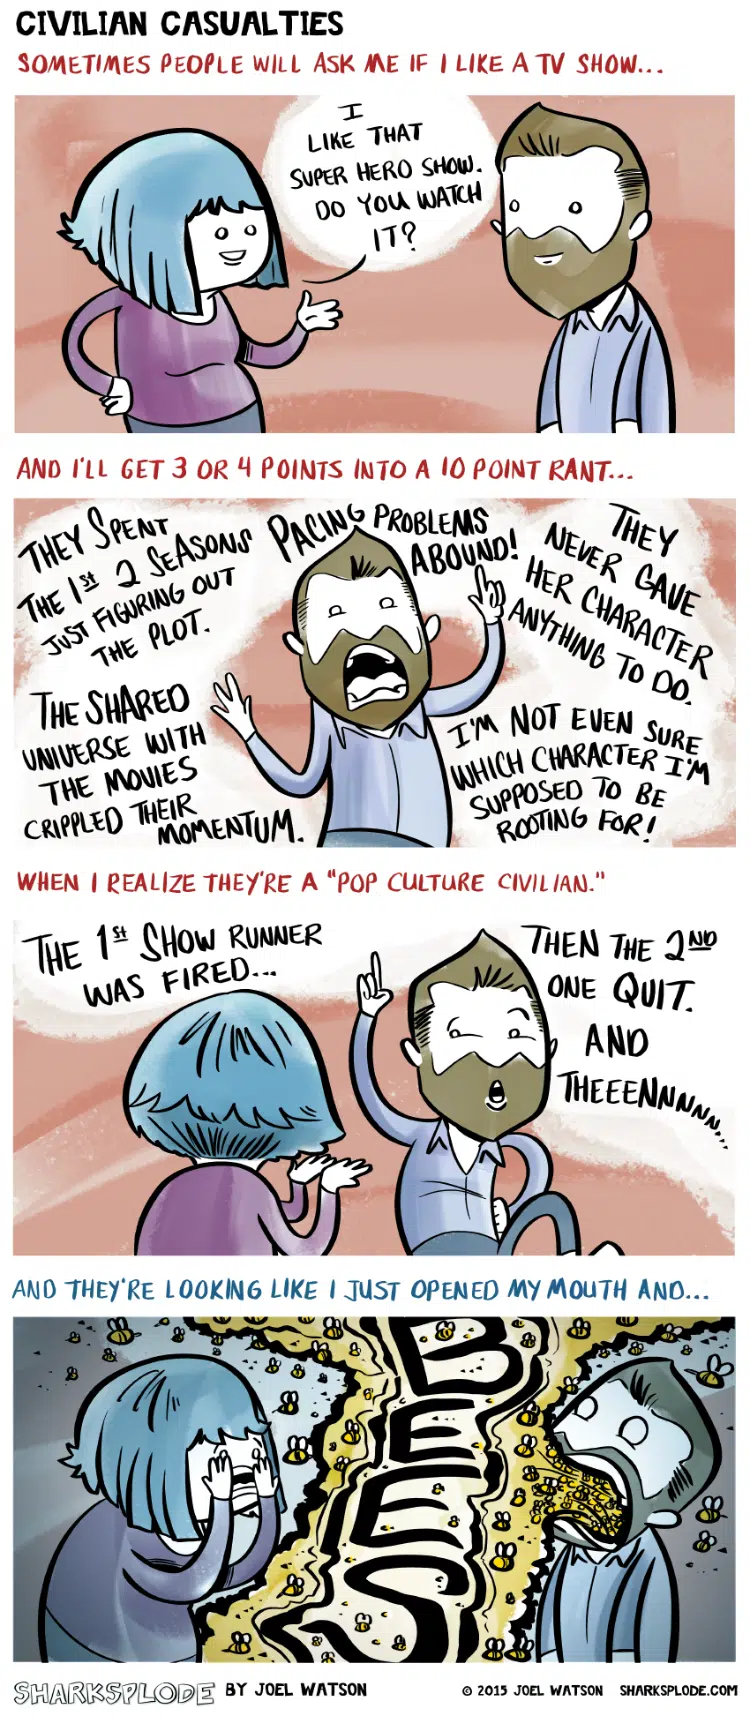 CIVILIAN CASUALTIES
SOMETIMES PEOPLE WILL ASK ME IF I LIKE A TV SHOW...
I
LIKE THAT
SUPER HERO SHOW.
DO YOU WATCH
IT?
AND I'LL GET 3 OR 4 POINTS INTO A 10 POINT RANT...
THEY SPENT
THE 1st 2 SEASONS
JUST FIGURING OUT
THE PLOT.
PACING PROBLEMS
ABOUND!
THEY
NEVER GAVE
HER CHARACTER
ANYTHING TO DO.
THE SHARED
UNIVERSE WITH
THE MOVIES
CRIPPLED THEIR
MOMENTUM.
I'M NOT EVEN SURE
WHICH CHARACTER I'M
SUPPOSED TO BE
ROOTING FOR!
WHEN I REALIZE THEY'RE A "POP CULTURE CIVILIAN."
THE 1st SHOW RUNNER
WAS FIRED...
THEN THE 2ND
ONE QUIT.
AND
THEEENNNNN...
AND THEY'RE LOOKING LIKE I JUST OPENED MY MOUTH AND...
BEES
SHARKSPLODE BY JOEL WATSON
© 2015 JOEL WATSON SHARKSPLODE.COM